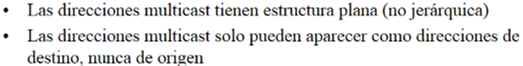 • Las direcciones multicast tienen estructura plana (no jerárquica)
• Las direcciones multicast solo pueden aparecer como direcciones de
destino, nunca de origen